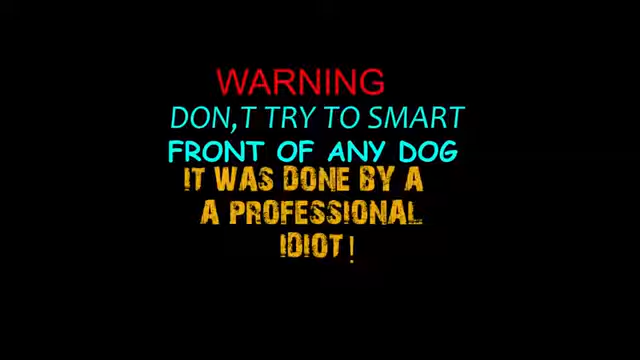 WARNING
DON,T TRY TO SMART
FRONT OF ANY DOG
IT WAS DONE BY A
A PROFESSIONAL
IDIOT!